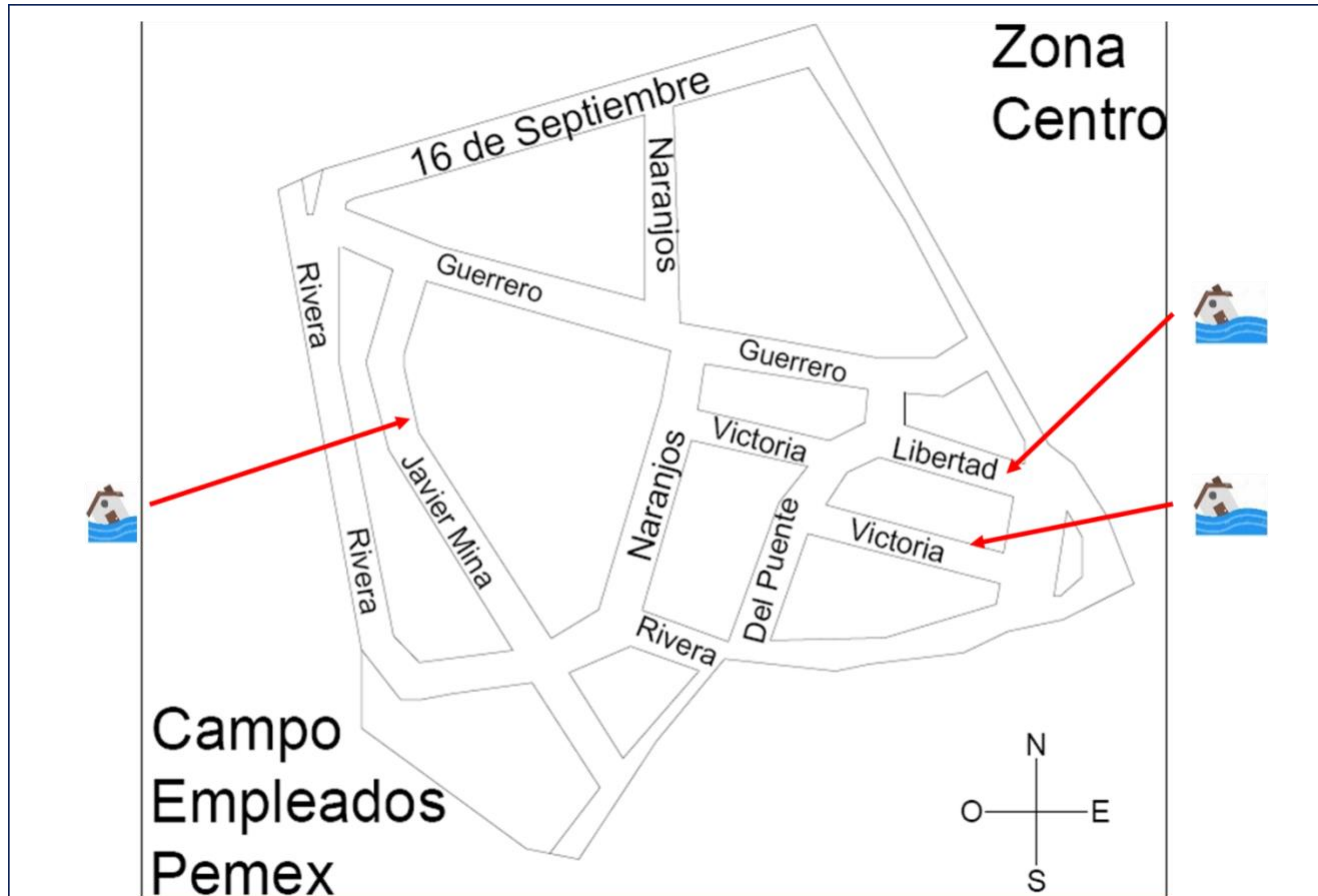 Zona
Centro
16 de Septiembre
Naranjos
Rivera
Guerrero
Guerrero
Victoria
Libertad
Naranjos
Javier Mina
Rivera
Del Puente
Victoria
Rivera
Campo
Empleados
Pemex
N
O
E
S